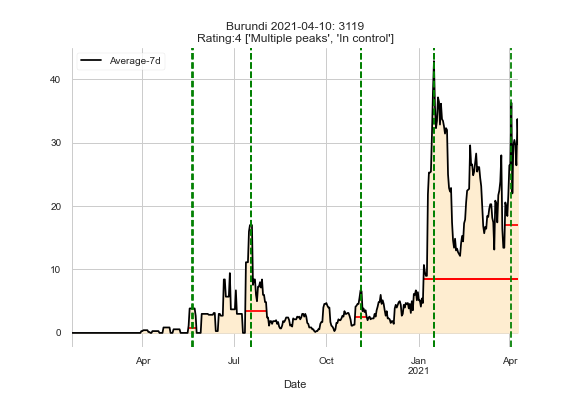 Burundi 2021-04-10: 3119
Rating:4 ['Multiple peaks', 'In control']
Average-7d
40
30
20
10
0
Apr
Jul
Oct
Jan
2021
Apr
Date